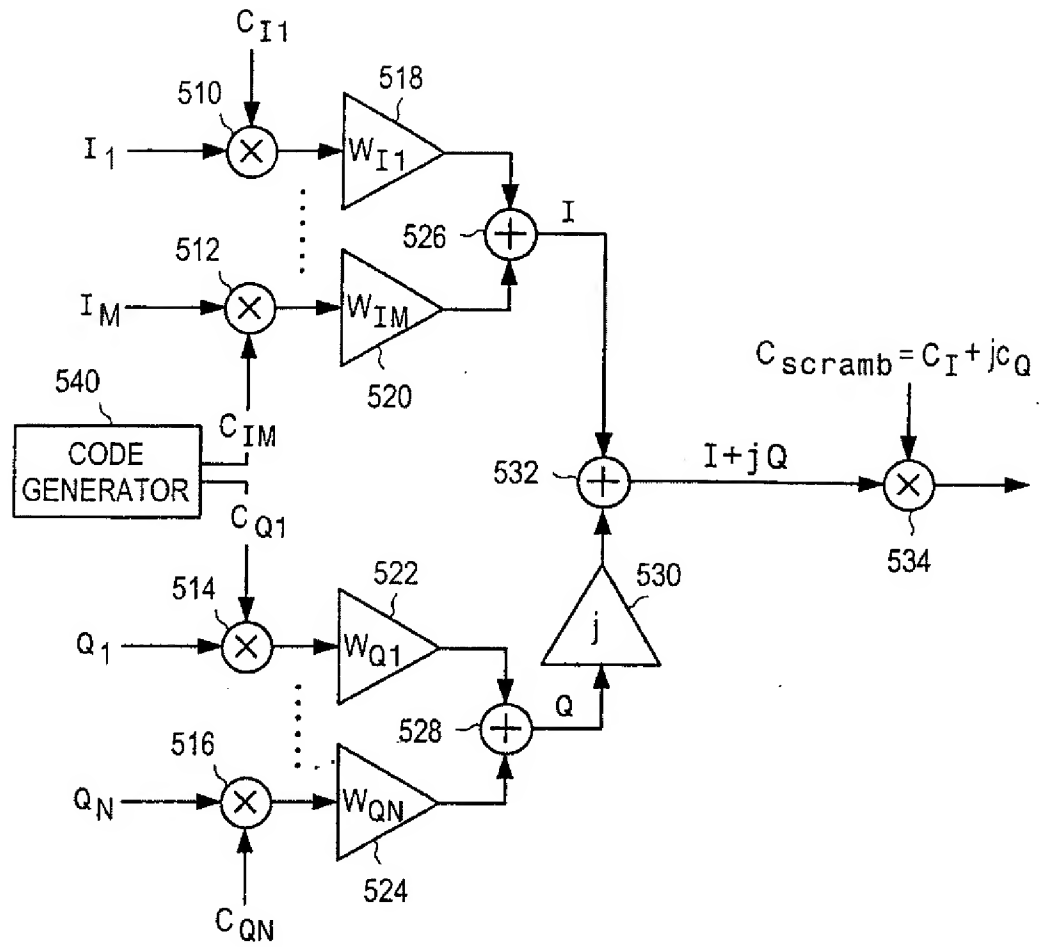 C_I1
510
518
I_1
W_I1
526
I
512
I_M
W_IM
520
C_scramb = C_I + jc_Q
540
C_IM
CODE
GENERATOR
C_Q1
532
I+jQ
534
514
522
530
Q_1
W_Q1
j
528
Q
516
Q_N
W_QN
524
C_QN